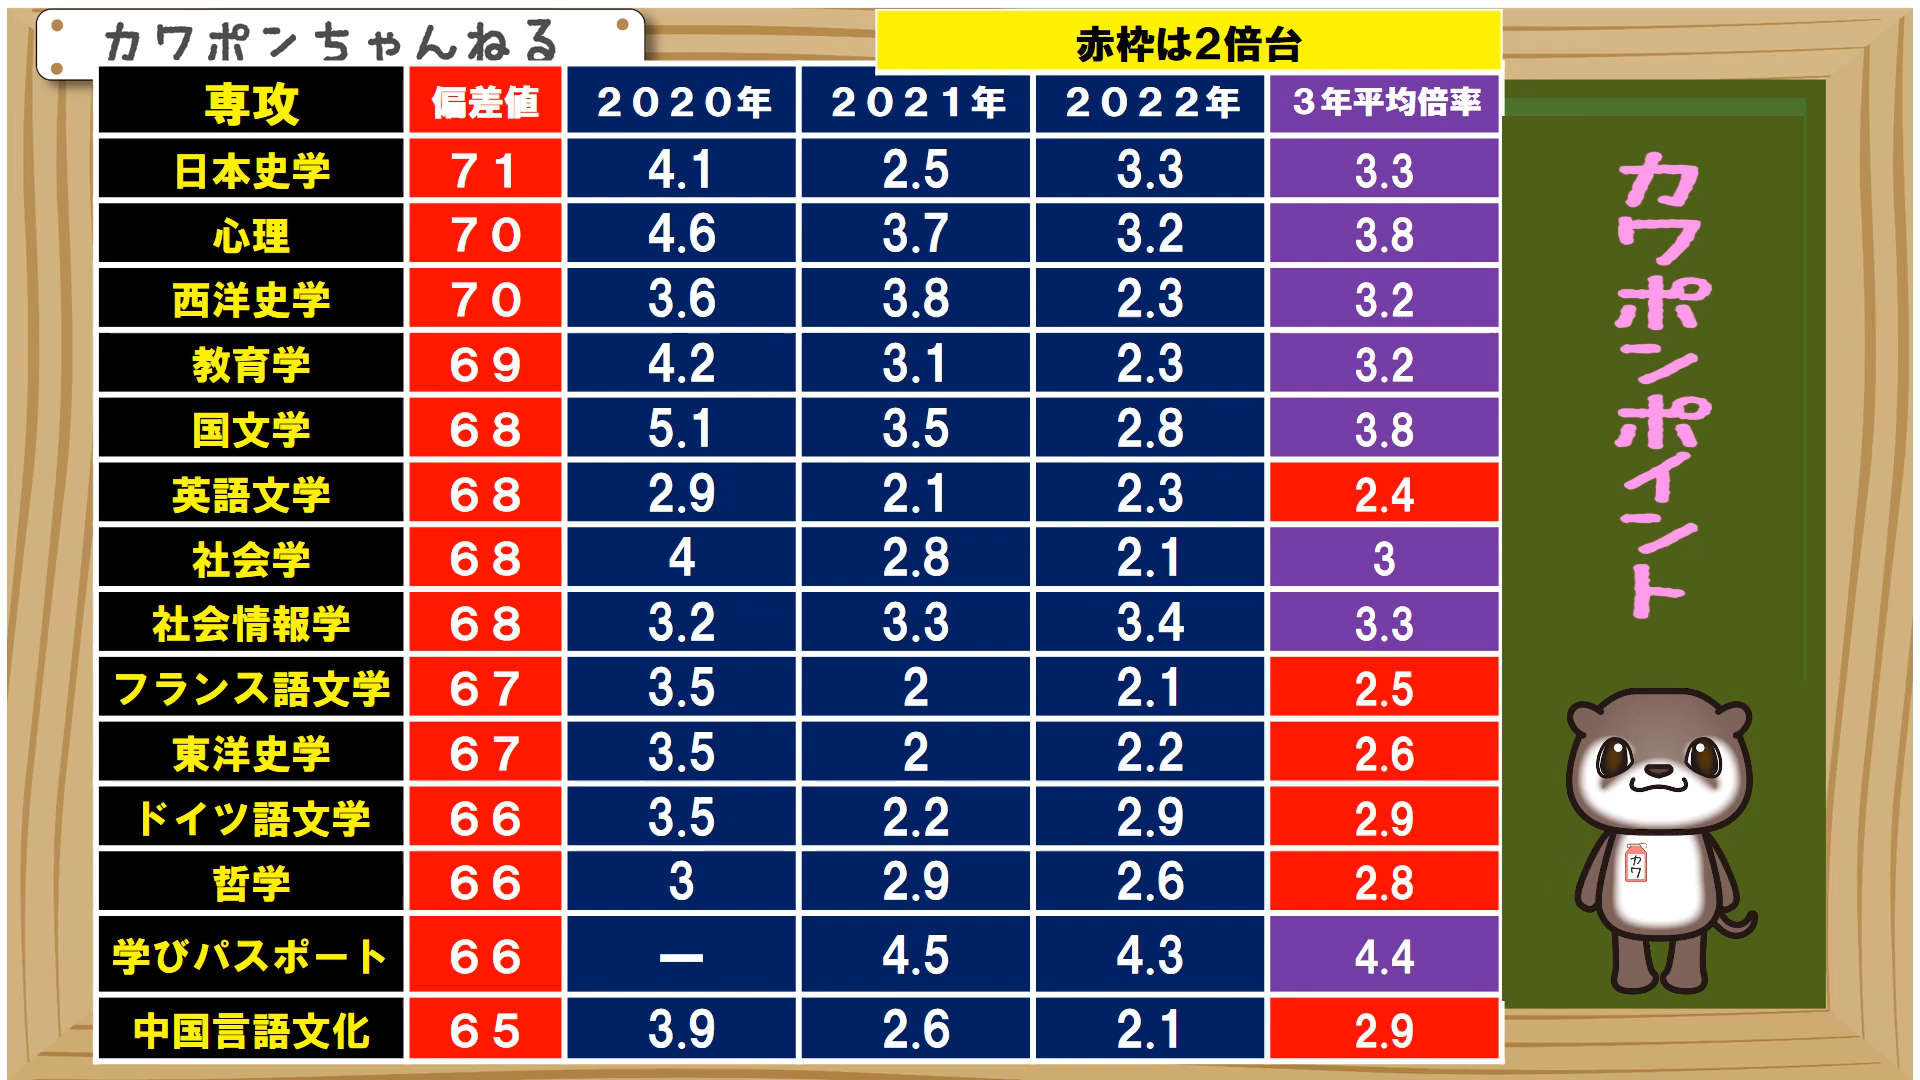 カワポンちゃんねる
赤枠は2倍台
専攻 偏差値 2020年 2021年 2022年 3年平均倍率
日本史学 71 4.1 2.5 3.3 3.3
心理 70 4.6 3.7 3.2 3.8
西洋史学 70 3.6 3.8 2.3 3.2
教育学 69 4.2 3.1 2.3 3.2
国文学 68 5.1 3.5 2.8 3.8
英語文学 68 2.9 2.1 2.3 2.4
社会学 68 4 2.8 2.1 3
社会情報学 68 3.2 3.3 3.4 3.3
フランス語文学 67 3.5 2 2.1 2.5
東洋史学 67 3.5 2 2.2 2.6
ドイツ語文学 66 3.5 2.2 2.9 2.9
哲学 66 3 2.9 2.6 2.8
学びパスポート 66 — 4.5 4.3 4.4
中国言語文化 65 3.9 2.6 2.1 2.9
カワポンポイント
カワ